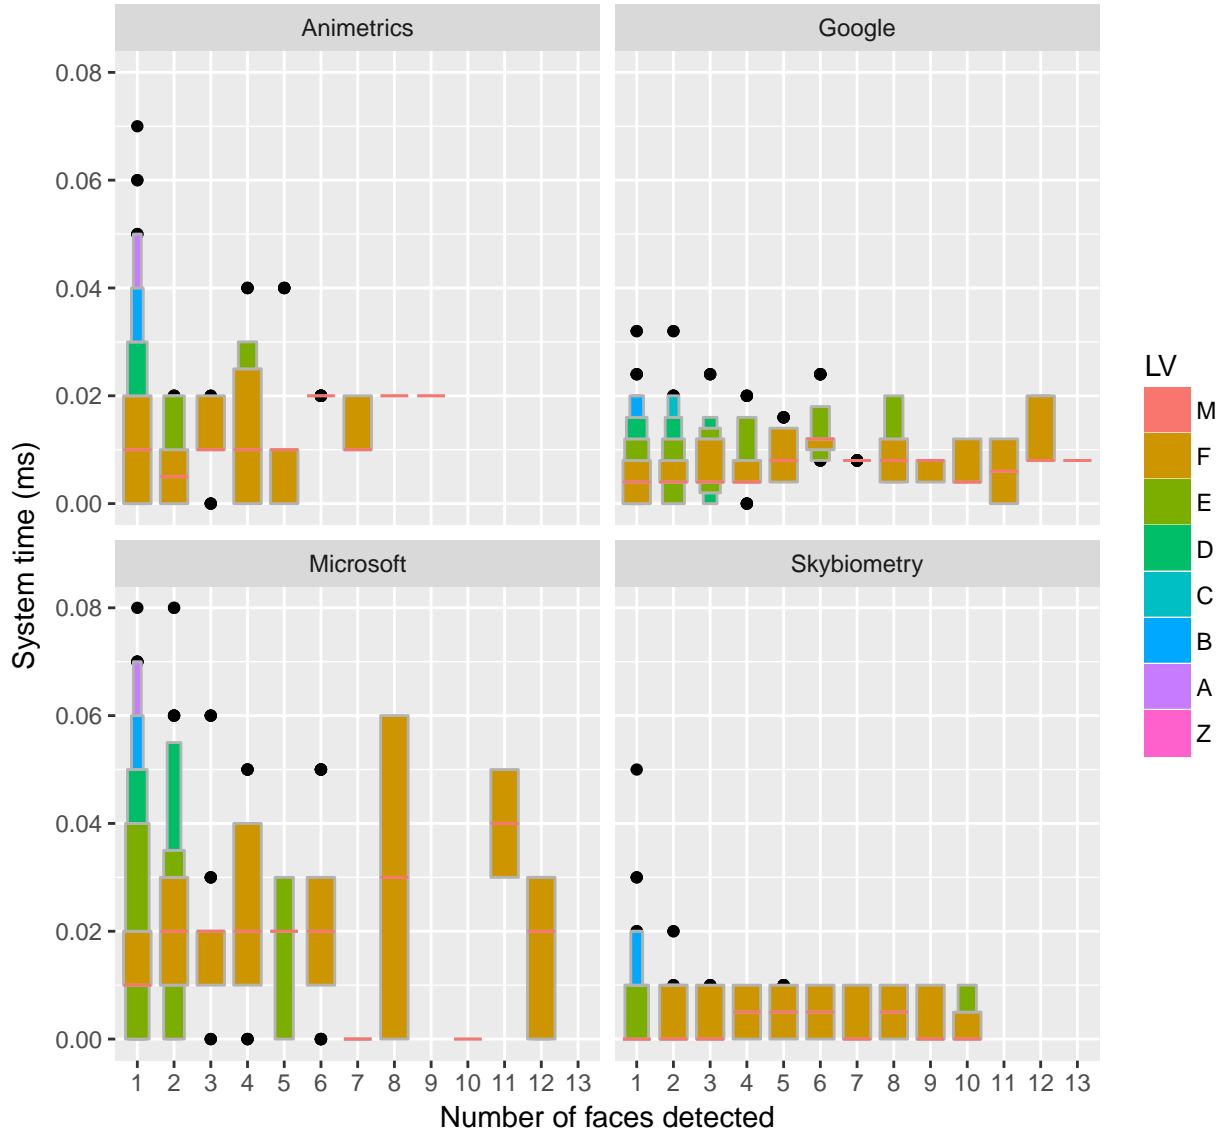 Animetrics Google
0.08
0.06
0.04
0.02
0.00
Microsoft Skybiometry
0.08
0.06
0.04
0.02
0.00
1 2 3 4 5 6 7 8 9 10 11 12 13 1 2 3 4 5 6 7 8 9 10 11 12 13
Number of faces detected
System time (ms)
LV
M
F
E
D
C
B
A
Z